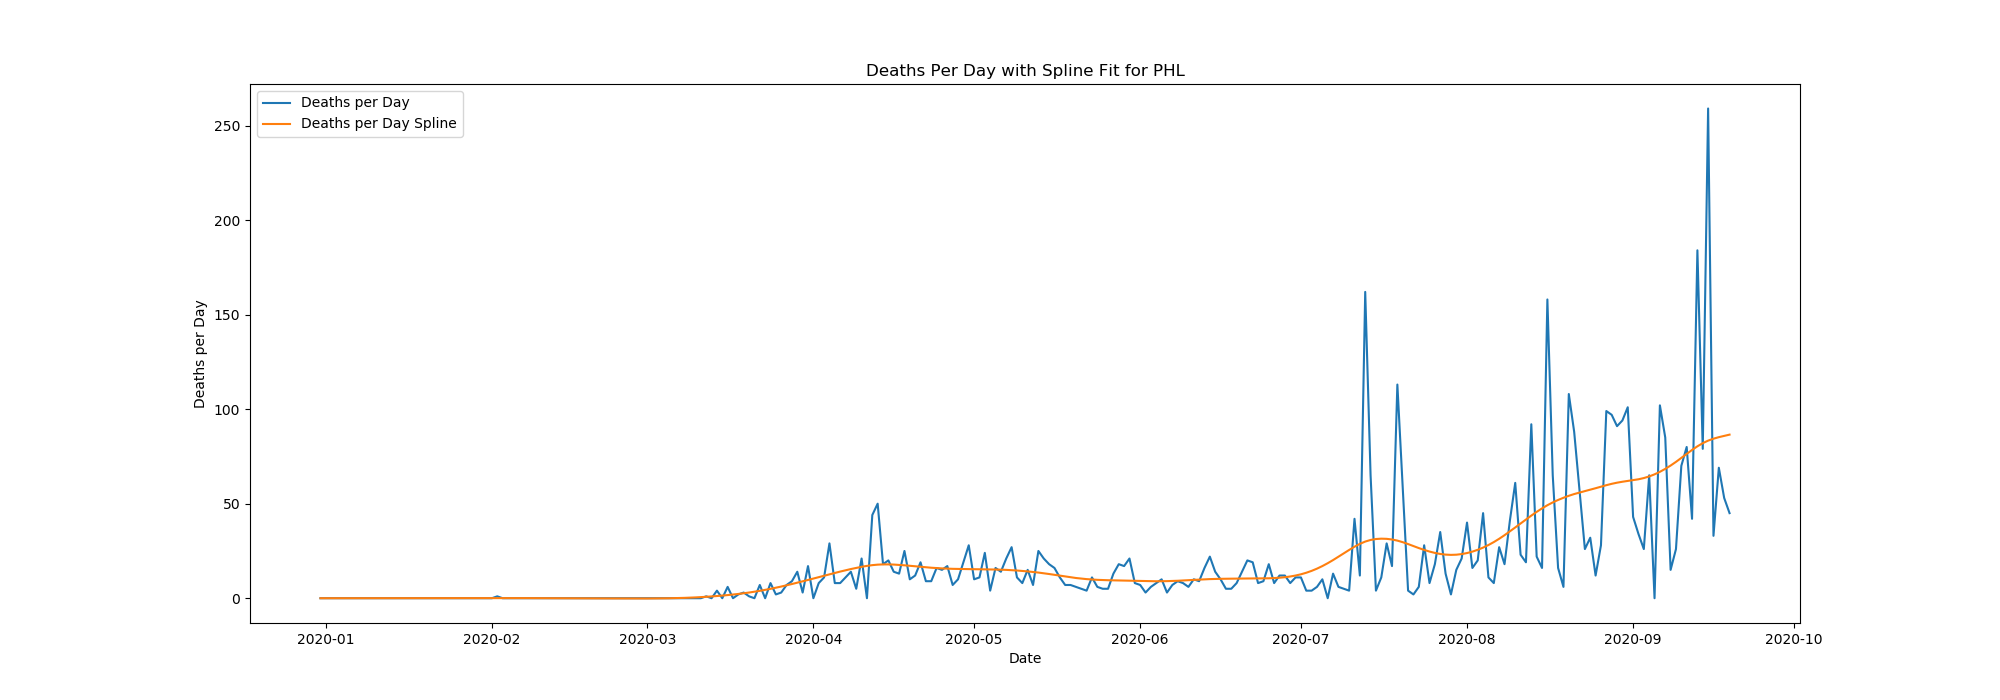 Deaths Per Day with Spline Fit for PHL
Deaths per Day
Deaths per Day Spline
250
200
150
100
50
0
Deaths per Day
2020-01 2020-02 2020-03 2020-04 2020-05 2020-06 2020-07 2020-08 2020-09 2020-10
Date